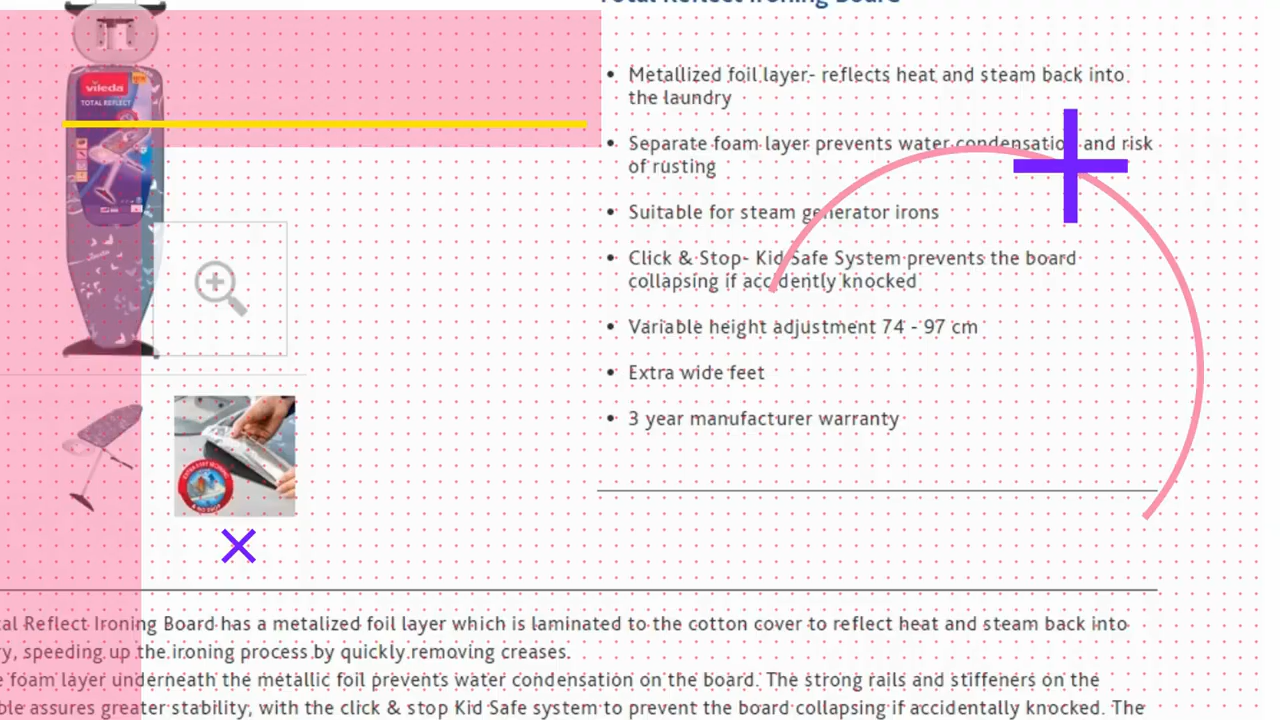 Total Reflect Ironing Board
vileda
TOTAL REFLECT
• Metallized foil layer - reflects heat and steam back into
the laundry
• Separate foam layer prevents water condensation and risk
of rusting
• Suitable for steam generator irons
• Click & Stop- Kid Safe System prevents the board
collapsing if accidently knocked
• Variable height adjustment 74 - 97 cm
• Extra wide feet
• 3 year manufacturer warranty
Reflect Ironing Board has a metalized foil layer which is laminated to the cotton cover to reflect heat and steam back into
speeding up the ironing process by quickly removing creases.
foam layer underneath the metallic foil prevents water condensation on the board. The strong rails and stiffeners on the
assures greater stability, with the click & stop Kid Safe system to prevent the board collapsing if accidentally knocked. The